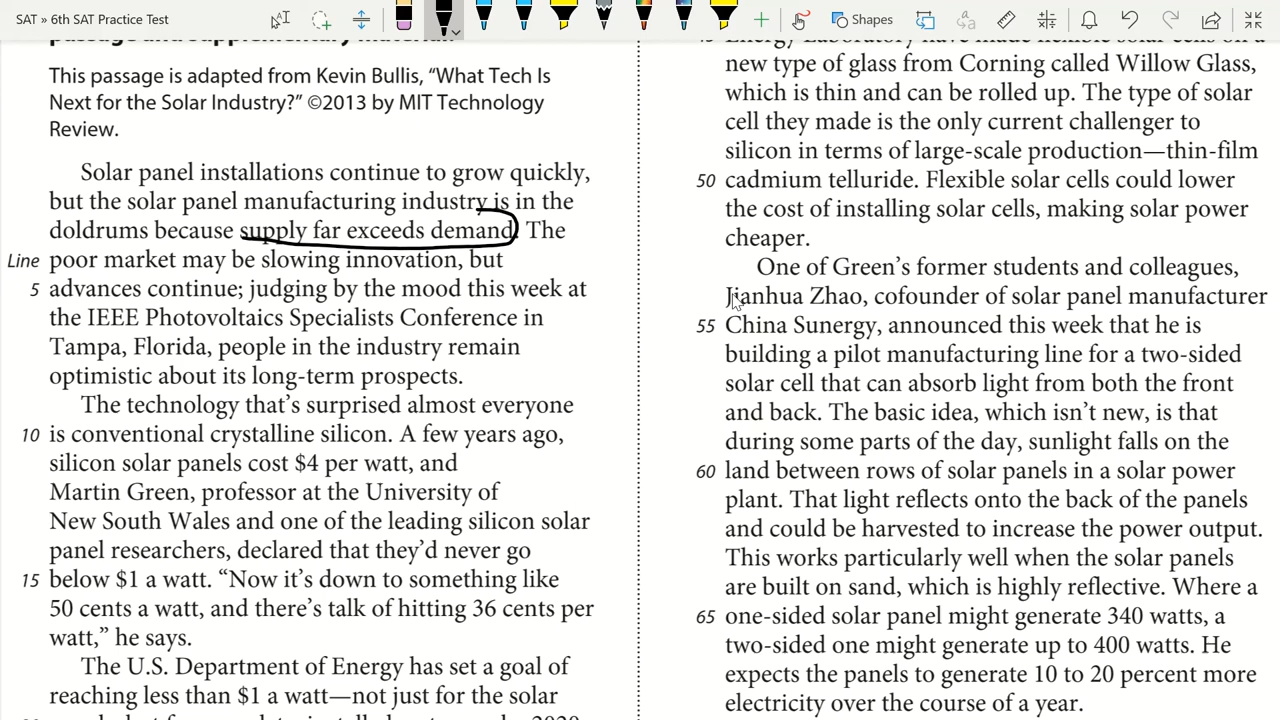 SAT » 6th SAT Practice Test
Shapes
This passage is adapted from Kevin Bullis, “What Tech Is
Next for the Solar Industry?” ©2013 by MIT Technology
Review.
Solar panel installations continue to grow quickly,
but the solar panel manufacturing industry is in the
doldrums because supply far exceeds demand. The
Line poor market may be slowing innovation, but
5 advances continue; judging by the mood this week at
the IEEE Photovoltaics Specialists Conference in
Tampa, Florida, people in the industry remain
optimistic about its long-term prospects.
The technology that’s surprised almost everyone
10 is conventional crystalline silicon. A few years ago,
silicon solar panels cost $4 per watt, and
Martin Green, professor at the University of
New South Wales and one of the leading silicon solar
panel researchers, declared that they’d never go
15 below $1 a watt. “Now it’s down to something like
50 cents a watt, and there’s talk of hitting 36 cents per
watt,” he says.
The U.S. Department of Energy has set a goal of
reaching less than $1 a watt—not just for the solar
new type of glass from Corning called Willow Glass,
which is thin and can be rolled up. The type of solar
cell they made is the only current challenger to
silicon in terms of large-scale production—thin-film
50 cadmium telluride. Flexible solar cells could lower
the cost of installing solar cells, making solar power
cheaper.
One of Green’s former students and colleagues,
Jianhua Zhao, cofounder of solar panel manufacturer
55 China Sunergy, announced this week that he is
building a pilot manufacturing line for a two-sided
solar cell that can absorb light from both the front
and back. The basic idea, which isn’t new, is that
during some parts of the day, sunlight falls on the
60 land between rows of solar panels in a solar power
plant. That light reflects onto the back of the panels
and could be harvested to increase the power output.
This works particularly well when the solar panels
are built on sand, which is highly reflective. Where a
65 one-sided solar panel might generate 340 watts, a
two-sided one might generate up to 400 watts. He
expects the panels to generate 10 to 20 percent more
electricity over the course of a year.